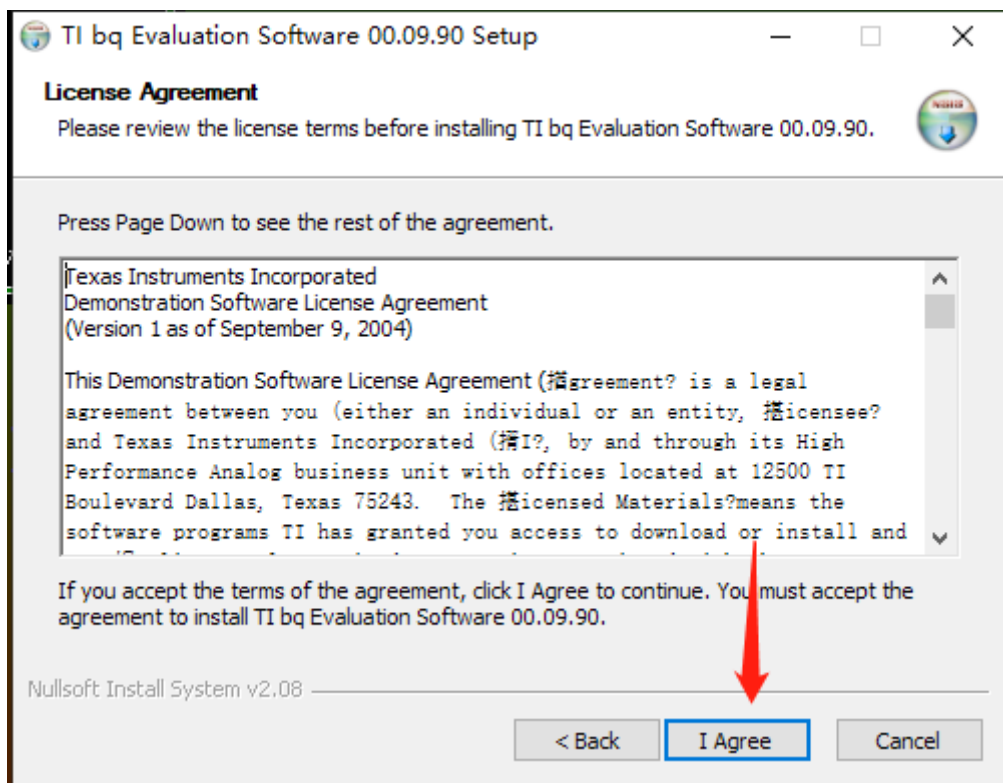 TI bq Evaluation Software 00.09.90 Setup
License Agreement
Please review the license terms before installing TI bq Evaluation Software 00.09.90.
Press Page Down to see the rest of the agreement.
Texas Instruments Incorporated
Demonstration Software License Agreement
(Version 1 as of September 9, 2004)
This Demonstration Software License Agreement (揂greement? is a legal
agreement between you (either an individual or an entity, 揕icensee?
and Texas Instruments Incorporated (揟I?, by and through its High
Performance Analog business unit with offices located at 12500 TI
Boulevard Dallas, Texas 75243.  The 揕icensed Materials?means the
software programs TI has granted you access to download or install and
If you accept the terms of the agreement, click I Agree to continue. You must accept the
agreement to install TI bq Evaluation Software 00.09.90.
Nullsoft Install System v2.08
< Back
I Agree
Cancel